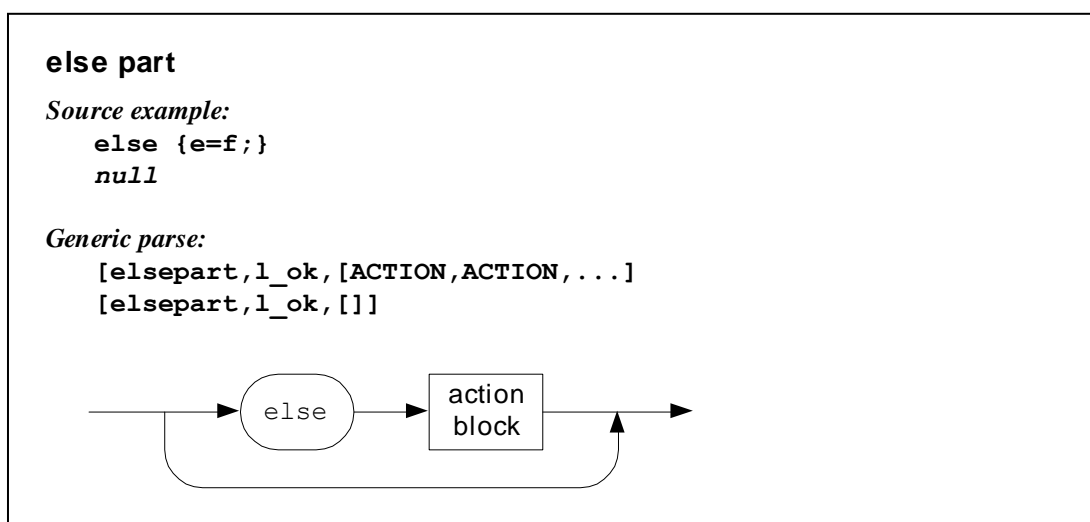 else part
Source example:
else {e=f;}
null
Generic parse:
[elsepart,l_ok,[ACTION,ACTION,...]
[elsepart,l_ok,[]]
else
action
block